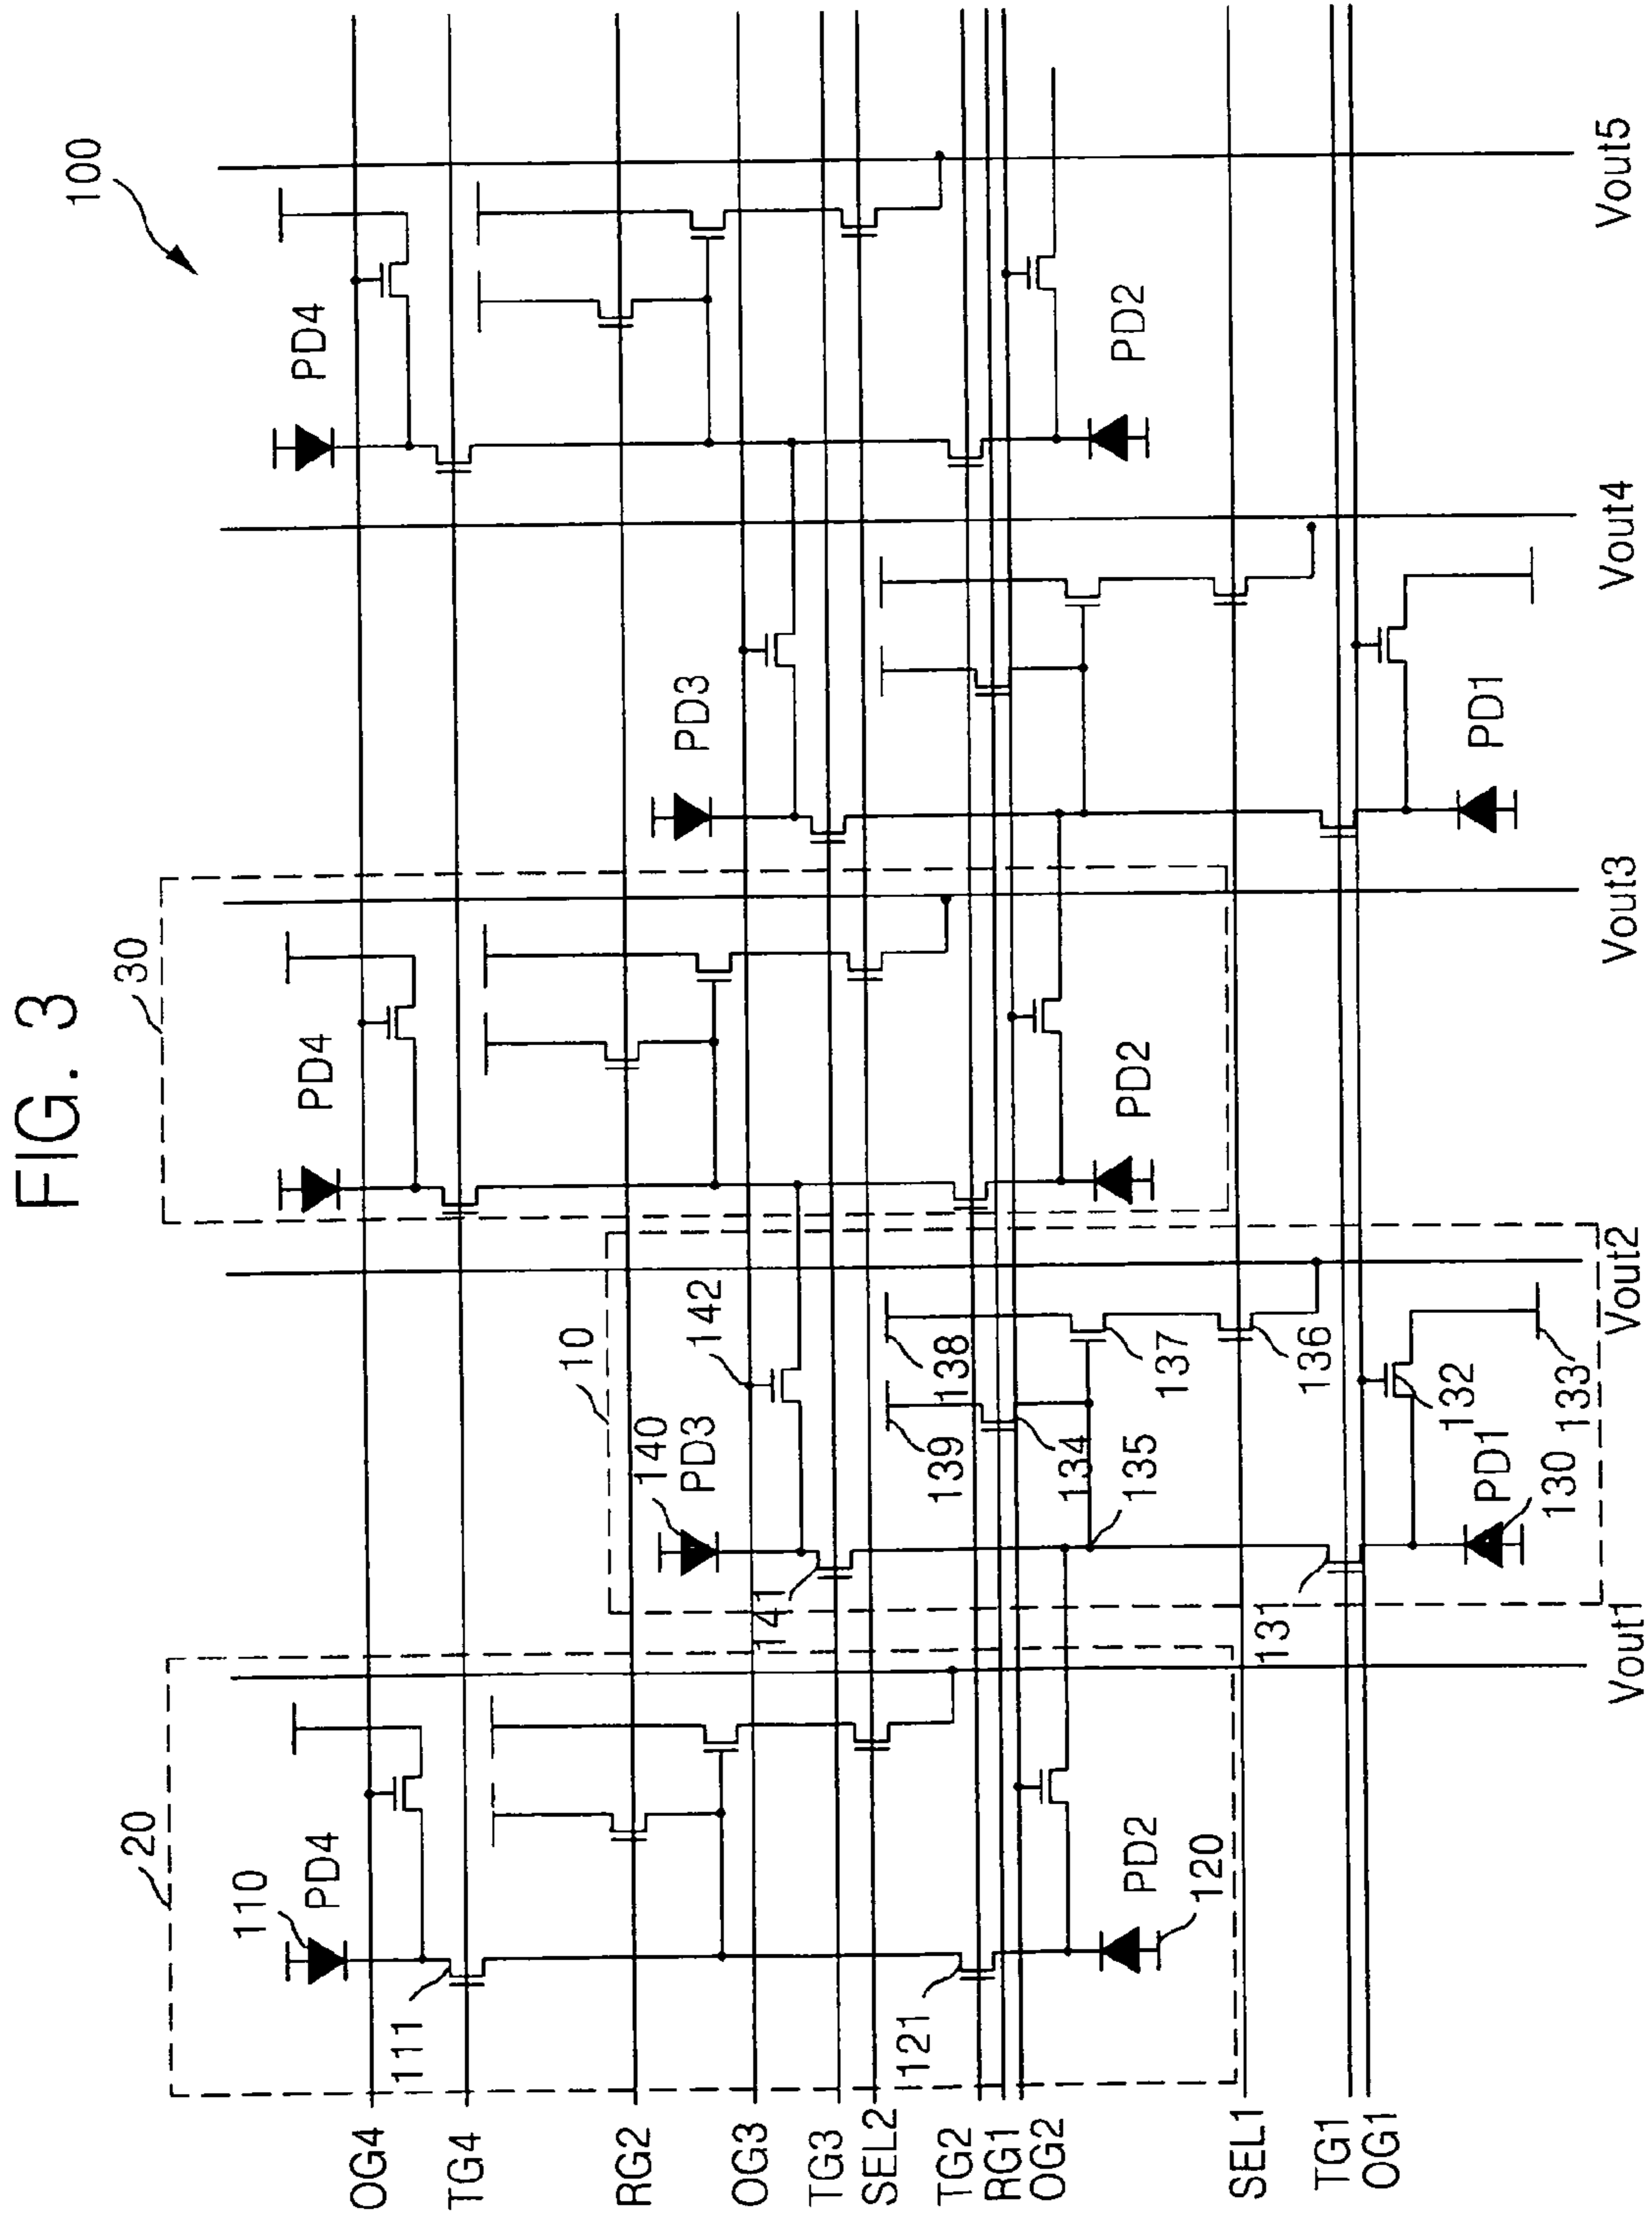 FIG. 3
100
30
20
10
110
PD4
PD4
PD4
111
140
PD3
142
PD3
141
139
138
134
135
137
136
121
PD2
120
PD2
PD2
131
130
PD1
132
133
PD1
OG4
TG4
RG2
OG3
TG3
SEL2
TG2
RG1
OG2
SEL1
TG1
OG1
Vout1
Vout2
Vout3
Vout4
Vout5